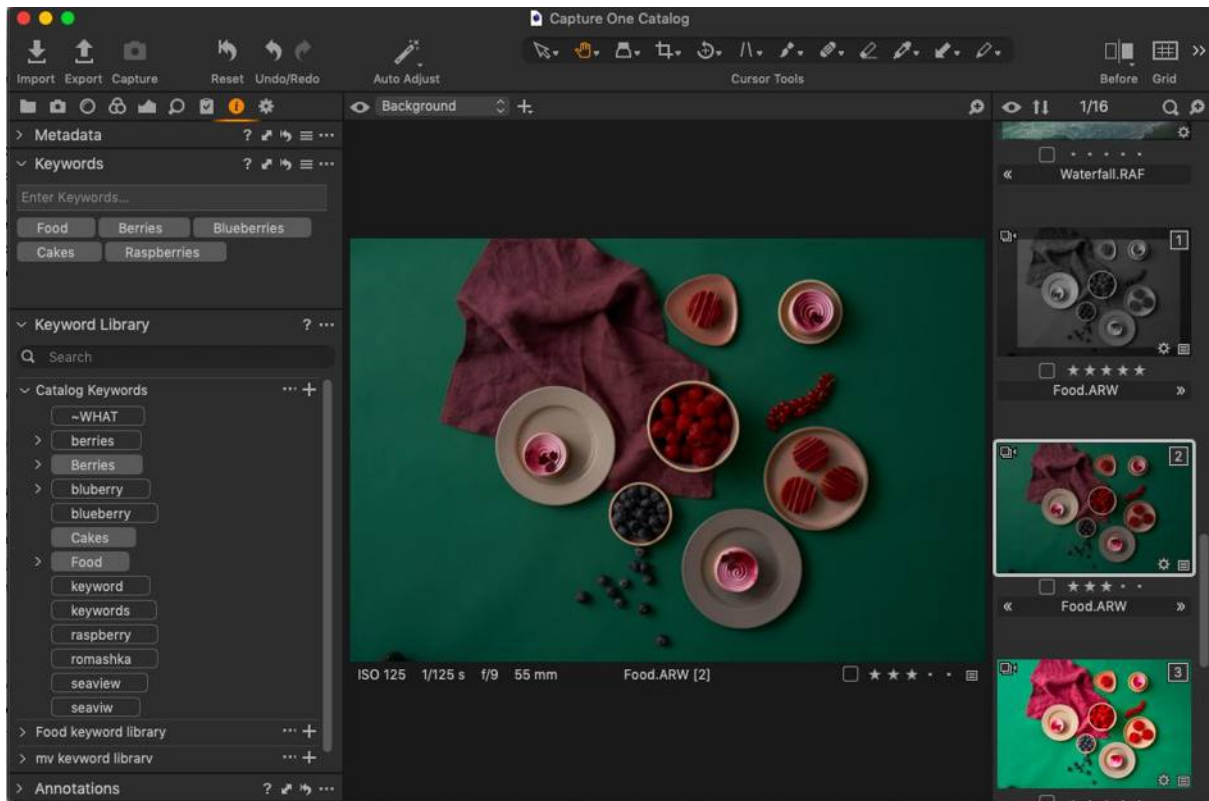 Capture One Catalog
Import Export Capture Reset Undo/Redo Auto Adjust Cursor Tools Before Grid
Background
1/16
Metadata ?
Keywords ?
Enter Keywords...
Food Berries Blueberries
Cakes Raspberries
Keyword Library ?
Search
Catalog Keywords
~WHAT
berries
Berries
bluberry
blueberry
Cakes
Food
keyword
keywords
raspberry
romashka
seaview
seaviw
Food keyword library
my keyword library
Annotations ?
ISO 125 1/125 s f/9 55 mm Food.ARW [2]
Waterfall.RAF
1
Food.ARW
2
Food.ARW
3